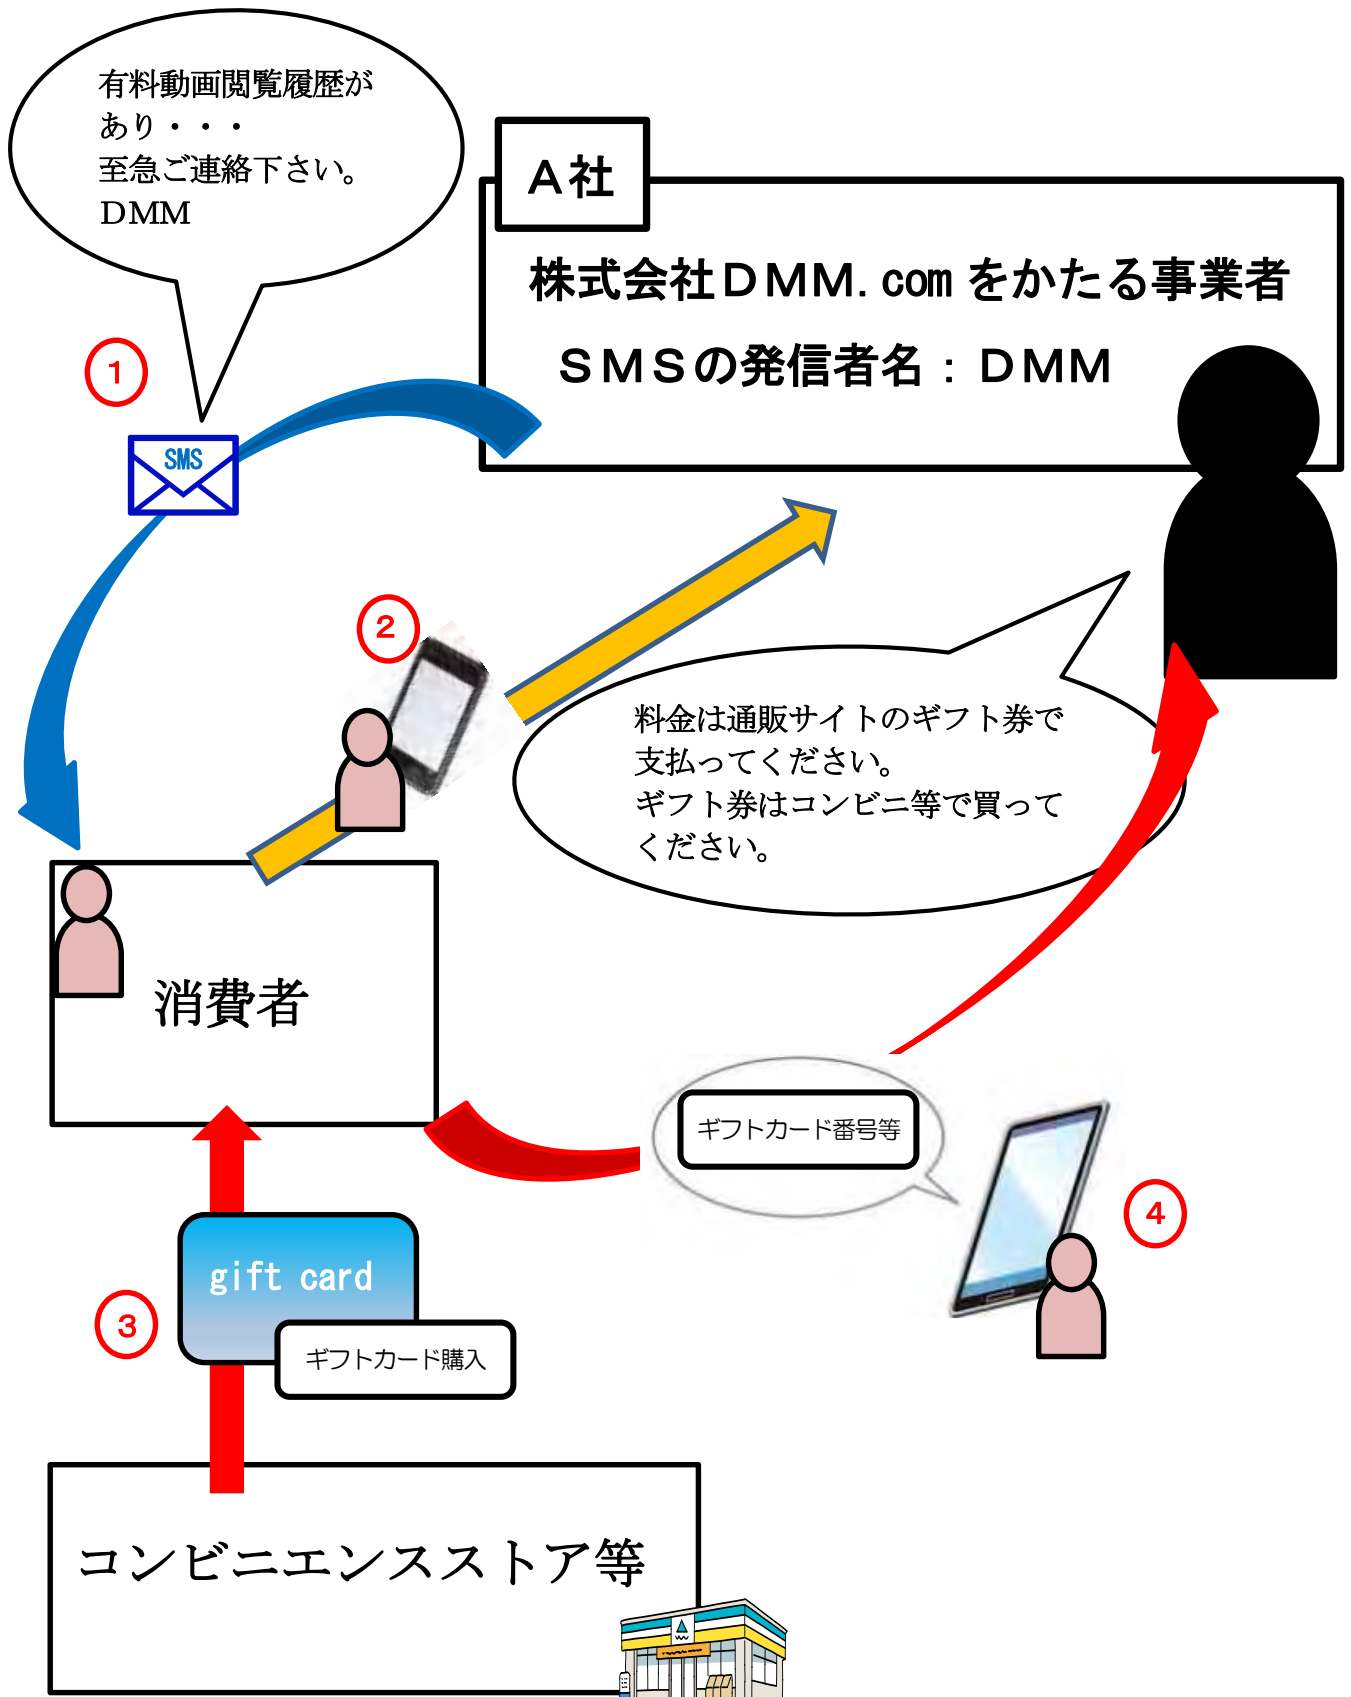 有料動画閲覧履歴が
あり・・・
至急ご連絡下さい。
ＤＭＭ
Ａ社
株式会社ＤＭＭ.comをかたる事業者
ＳＭＳの発信者名：ＤＭＭ
１
SMS
２
料金は通販サイトのギフト券で
支払ってください。
ギフト券はコンビニ等で買って
ください。
消費者
ギフトカード番号等
４
gift card
３
ギフトカード購入
コンビニエンスストア等